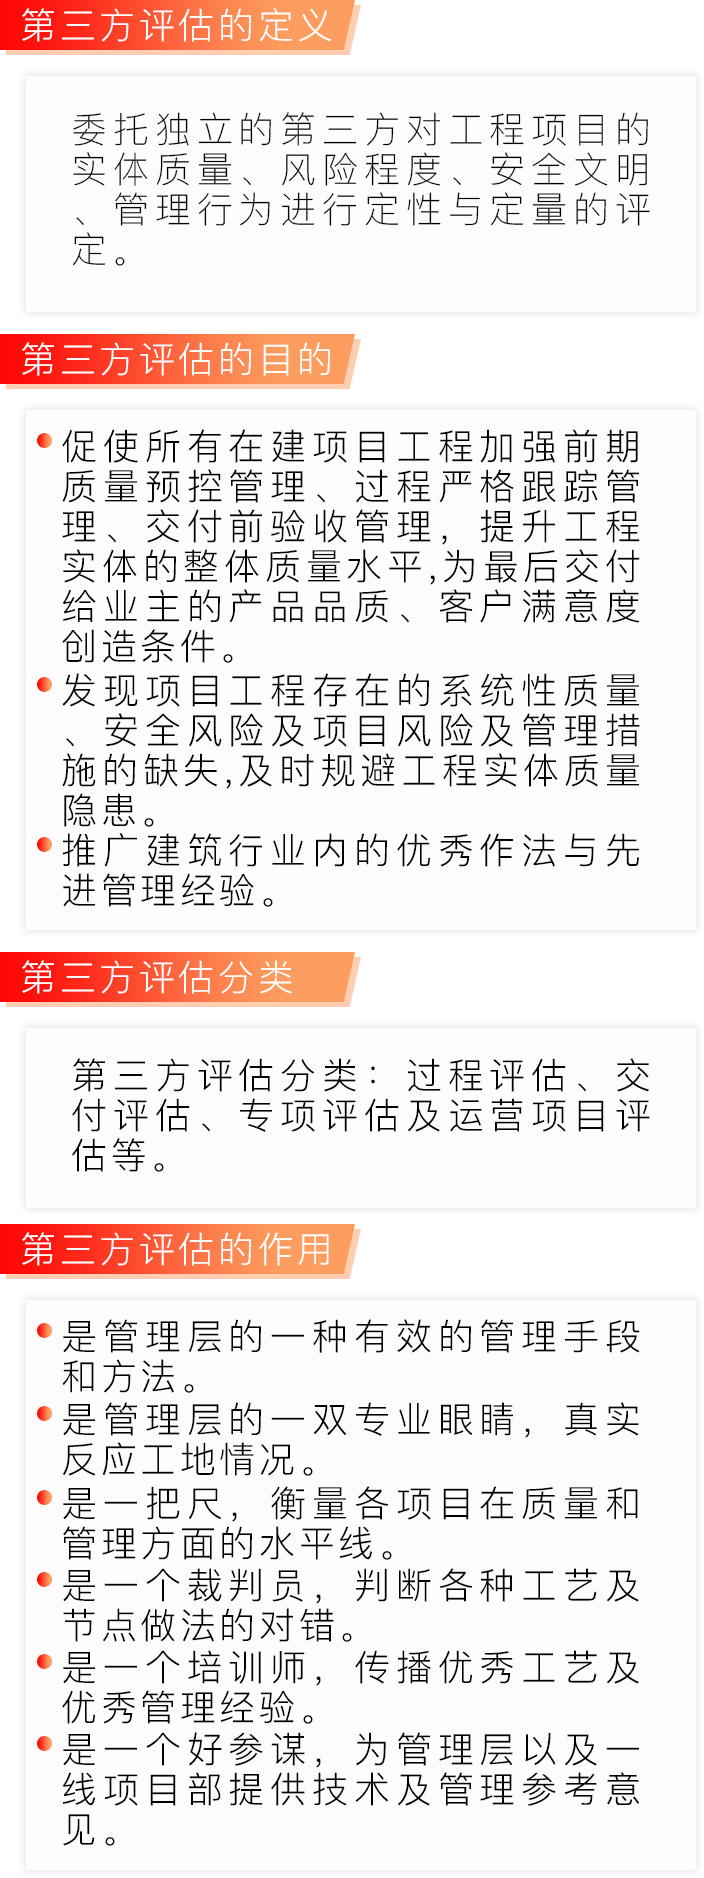 第三方评估的定义
委托独立的第三方对工程项目的
实体质量、风险程度、安全文明
、管理行为进行定性与定量的评
定。
第三方评估的目的
促使所有在建项目工程加强前期
质量预控管理、过程严格跟踪管
理、交付前验收管理，提升工程
实体的整体质量水平,为最后交付
给业主的产品品质、客户满意度
创造条件。
发现项目工程存在的系统性质量
、安全风险及项目风险及管理措
施的缺失,及时规避工程实体质量
隐患。
推广建筑行业内的优秀作法与先
进管理经验。
第三方评估分类
第三方评估分类：过程评估、交
付评估、专项评估及运营项目评
估等。
第三方评估的作用
是管理层的一种有效的管理手段
和方法。
是管理层的一双专业眼睛，真实
反应工地情况。
是一把尺，衡量各项目在质量和
管理方面的水平线。
是一个裁判员，判断各种工艺及
节点做法的对错。
是一个培训师，传播优秀工艺及
优秀管理经验。
是一个好参谋，为管理层以及一
线项目部提供技术及管理参考意
见。